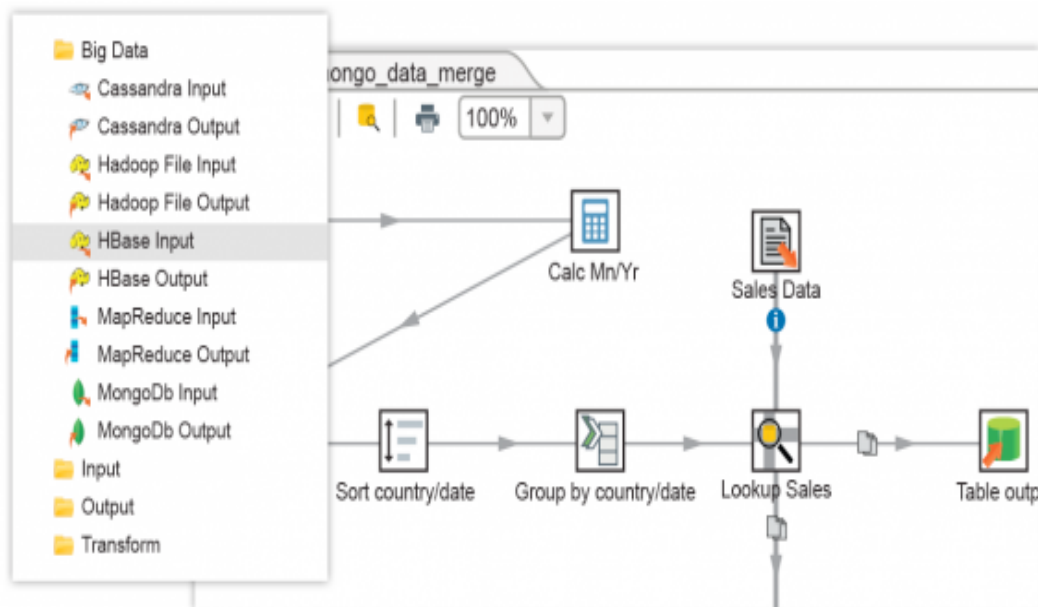 Big Data
Cassandra Input
Cassandra Output
Hadoop File Input
Hadoop File Output
HBase Input
HBase Output
MapReduce Input
MapReduce Output
MongoDb Input
MongoDb Output
Input
Output
Transform
ongo_data_merge
100%
Calc Mn/Yr
Sales Data
Sort country/date
Group by country/date
Lookup Sales
Table outp